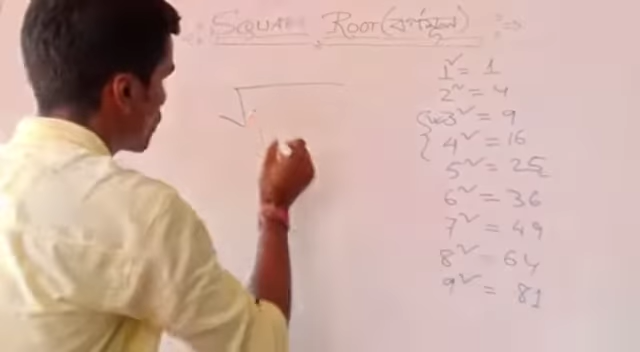 SQUARE ROOT (বর্গমূল)
√
1² = 1
2² = 4
3² = 9
4² = 16
5² = 25
6² = 36
7² = 49
8² = 64
9² = 81